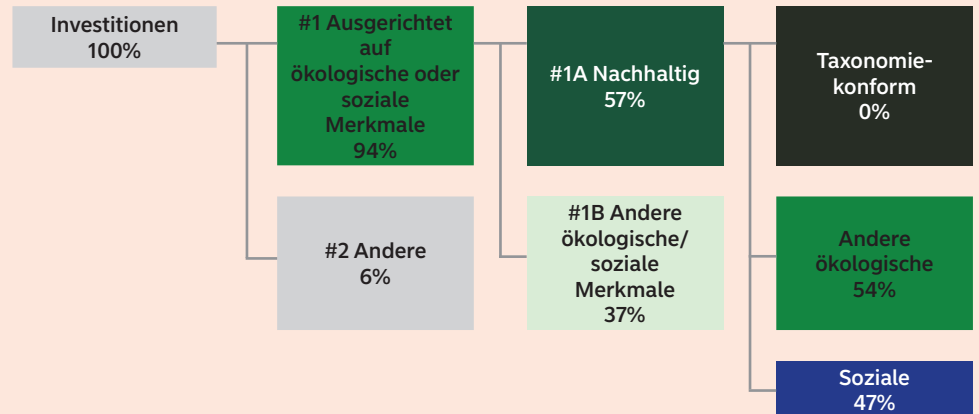 Investitionen
100%
#1 Ausgerichtet
auf
ökologische oder
soziale
Merkmale
94%
#2 Andere
6%
#1A Nachhaltig
57%
#1B Andere
ökologische/
soziale
Merkmale
37%
Taxonomie-
konform
0%
Andere
ökologische
54%
Soziale
47%